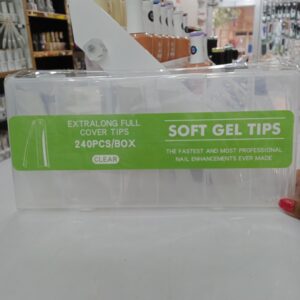 EXTRALONG FULL
COVER TIPS
240PCS/BOX
CLEAR
SOFT GEL TIPS
THE FASTEST AND MOST PROFESSIONAL
NAIL ENHANCEMENTS EVER MADE